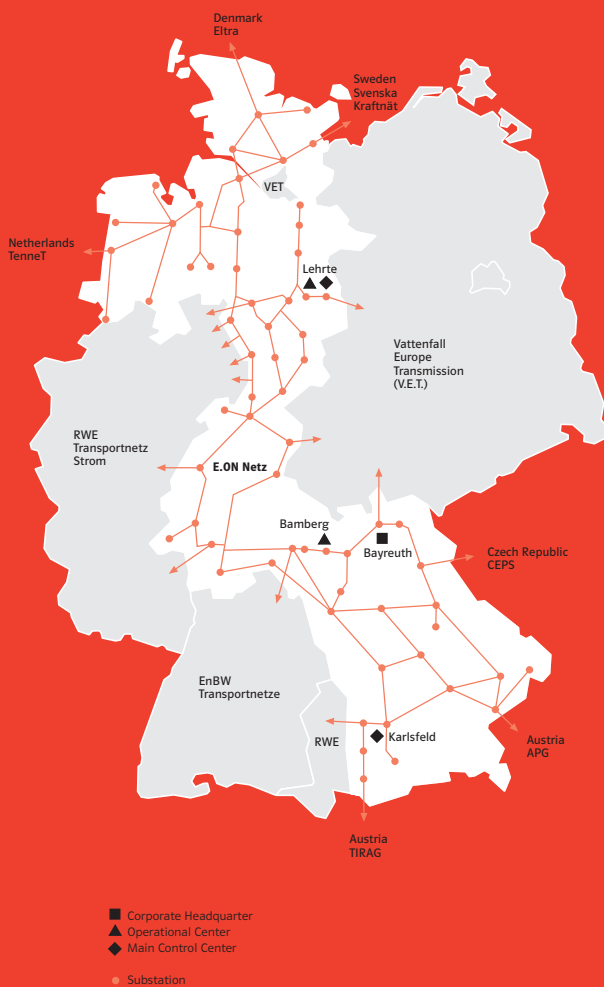 Denmark
Eltra
Sweden
Svenska
Kraftnät
VET
Netherlands
TenneT
Lehrte
Vattenfall
Europe
Transmission
(V.E.T.)
RWE
Transportnetz
Strom
E.ON Netz
Bamberg
Bayreuth
Czech Republic
CEPS
EnBW
Transportnetze
RWE
Karlsfeld
Austria
APG
Austria
TIRAG
Corporate Headquarter
Operational Center
Main Control Center
Substation